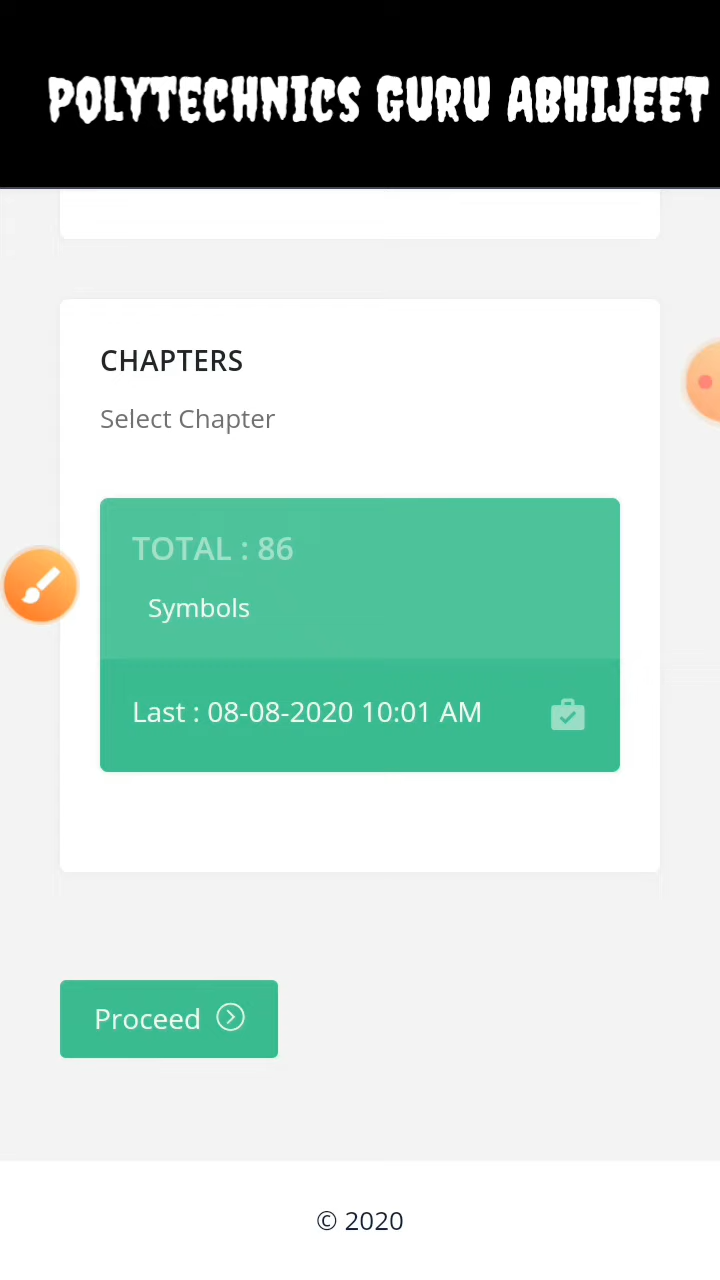 POLYTECHNICS GURU ABHIJEET
CHAPTERS
Select Chapter
TOTAL : 86
Symbols
Last : 08-08-2020 10:01 AM
Proceed
© 2020